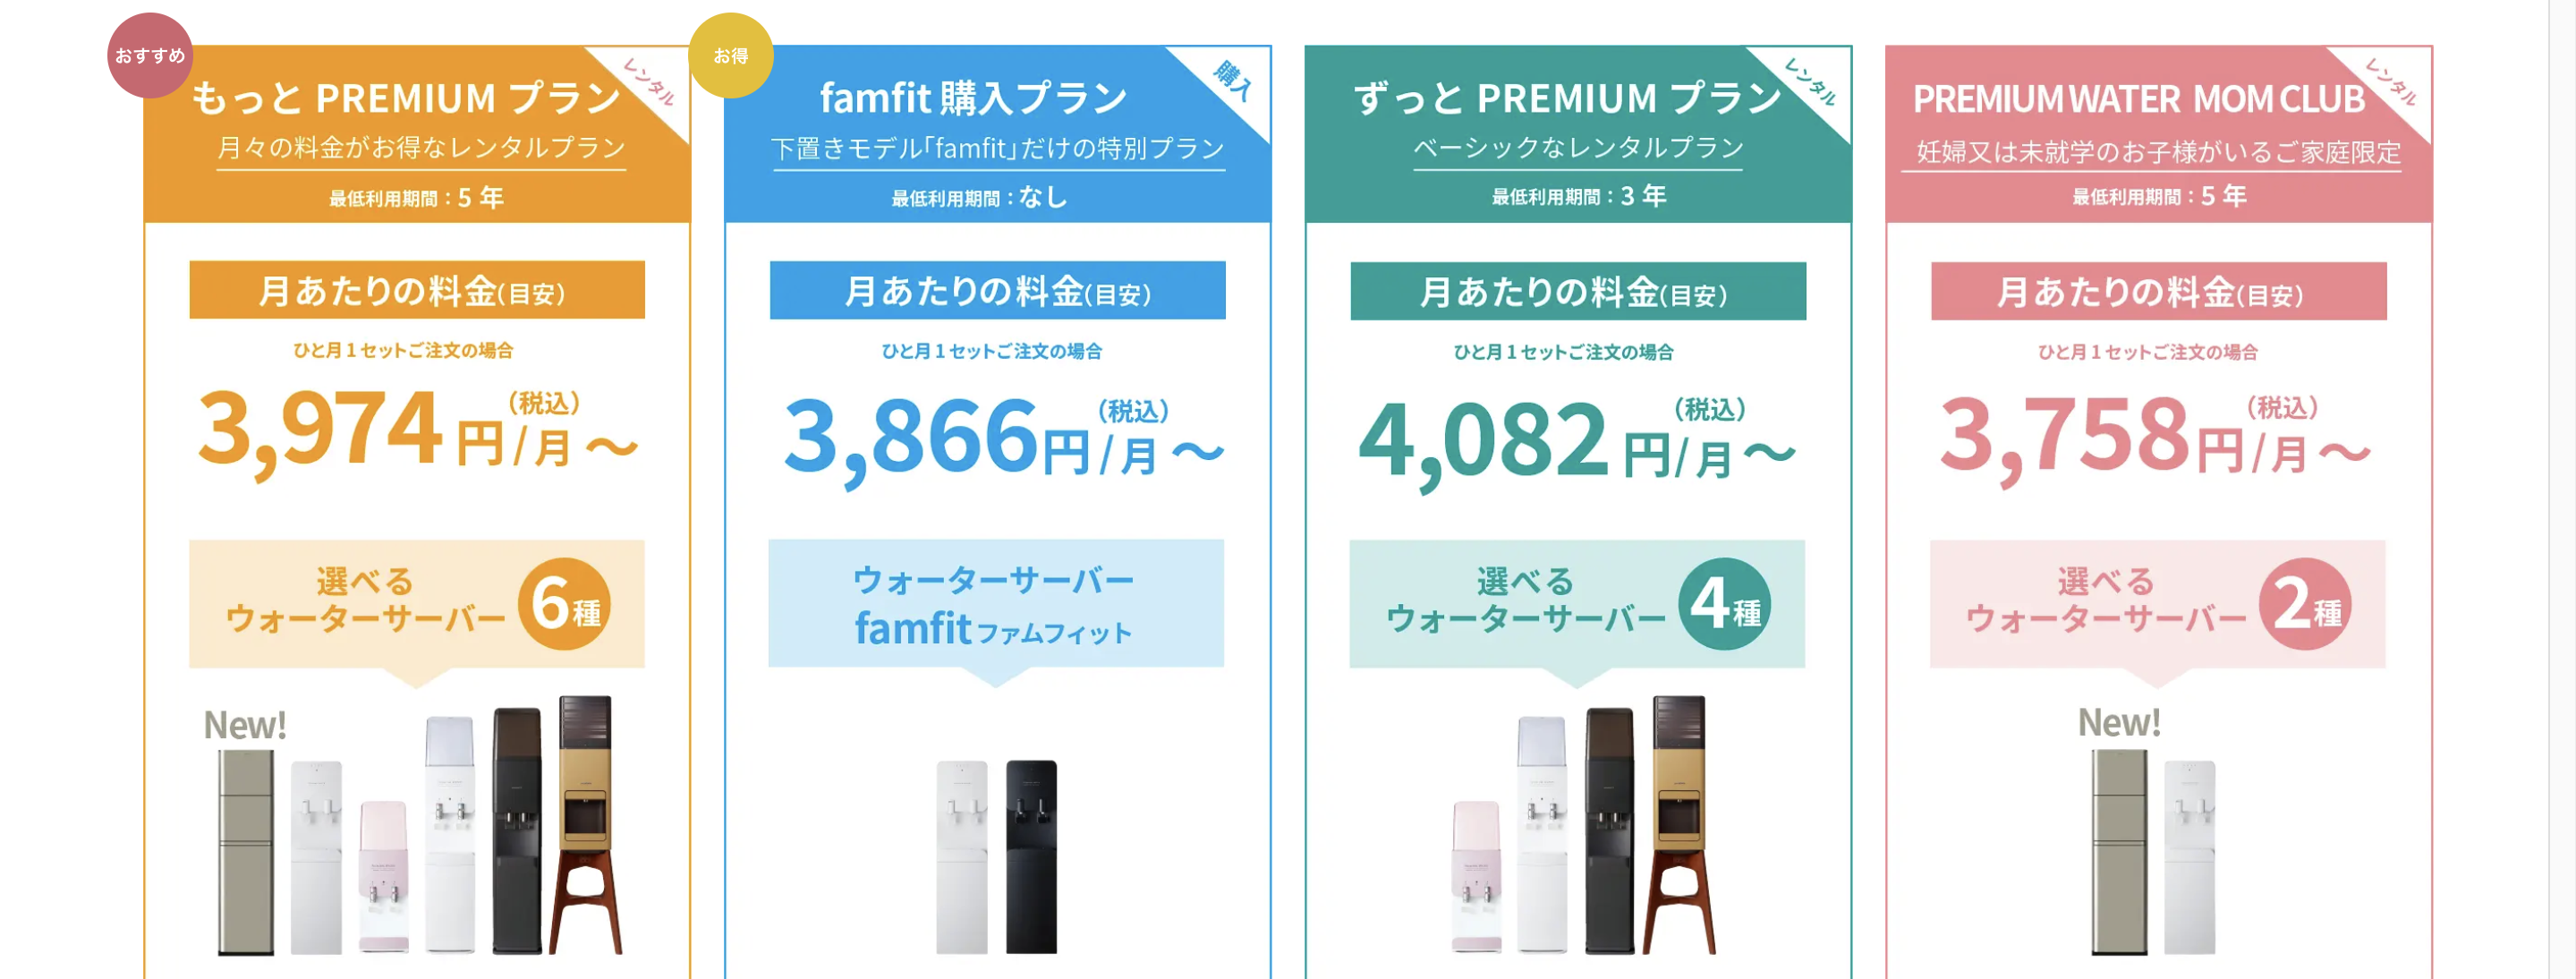 おすすめ
もっと PREMIUM プラン
レンタル
月々の料金がお得なレンタルプラン
最低利用期間：5 年
月あたりの料金(目安)
ひと月1セットご注文の場合
3,974円/月～(税込)
選べる
ウォーターサーバー
6種
New!
お得
famfit 購入プラン
購入
下置きモデル「famfit」だけの特別プラン
最低利用期間：なし
月あたりの料金(目安)
ひと月1セットご注文の場合
3,866円/月～(税込)
ウォーターサーバー
famfit ファムフィット
ずっと PREMIUM プラン
レンタル
ベーシックなレンタルプラン
最低利用期間：3 年
月あたりの料金(目安)
ひと月1セットご注文の場合
4,082円/月～(税込)
選べる
ウォーターサーバー
4種
PREMIUM WATER MOM CLUB
レンタル
妊婦又は未就学のお子様がいるご家庭限定
最低利用期間：5 年
月あたりの料金(目安)
ひと月1セットご注文の場合
3,758円/月～(税込)
選べる
ウォーターサーバー
2種
New!